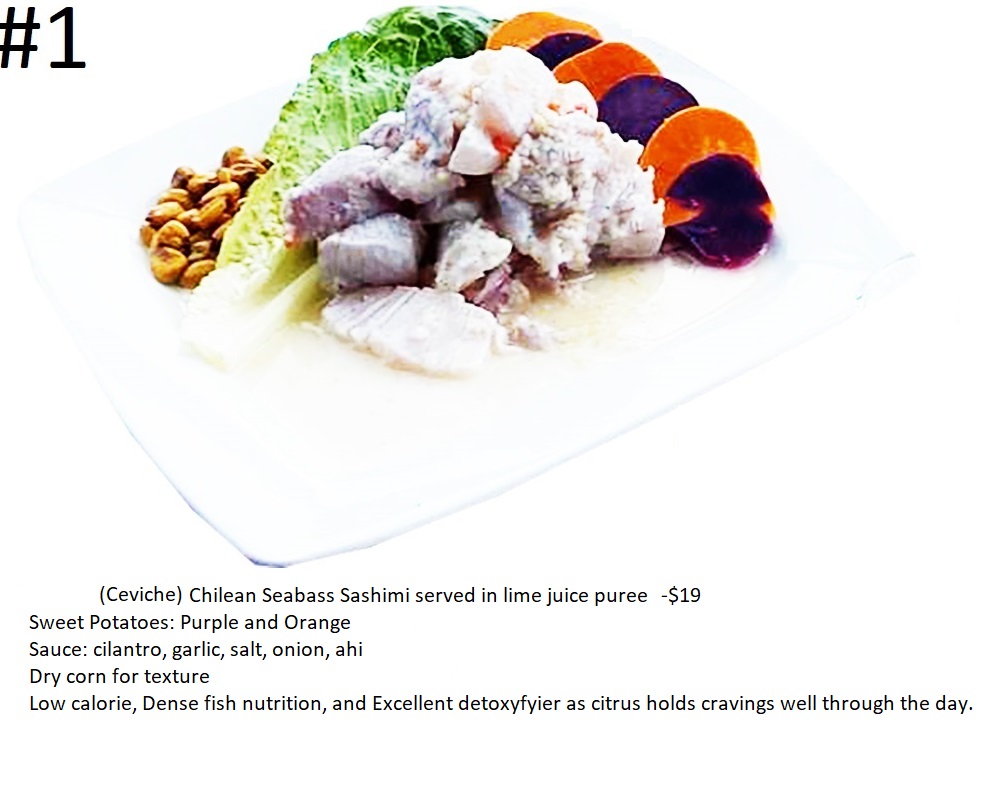 #1
(Ceviche) Chilean Seabass Sashimi served in lime juice puree -$19
Sweet Potatoes: Purple and Orange
Sauce: cilantro, garlic, salt, onion, ahi
Dry corn for texture
Low calorie, Dense fish nutrition, and Excellent detoxyfyier as citrus holds cravings well through the day.